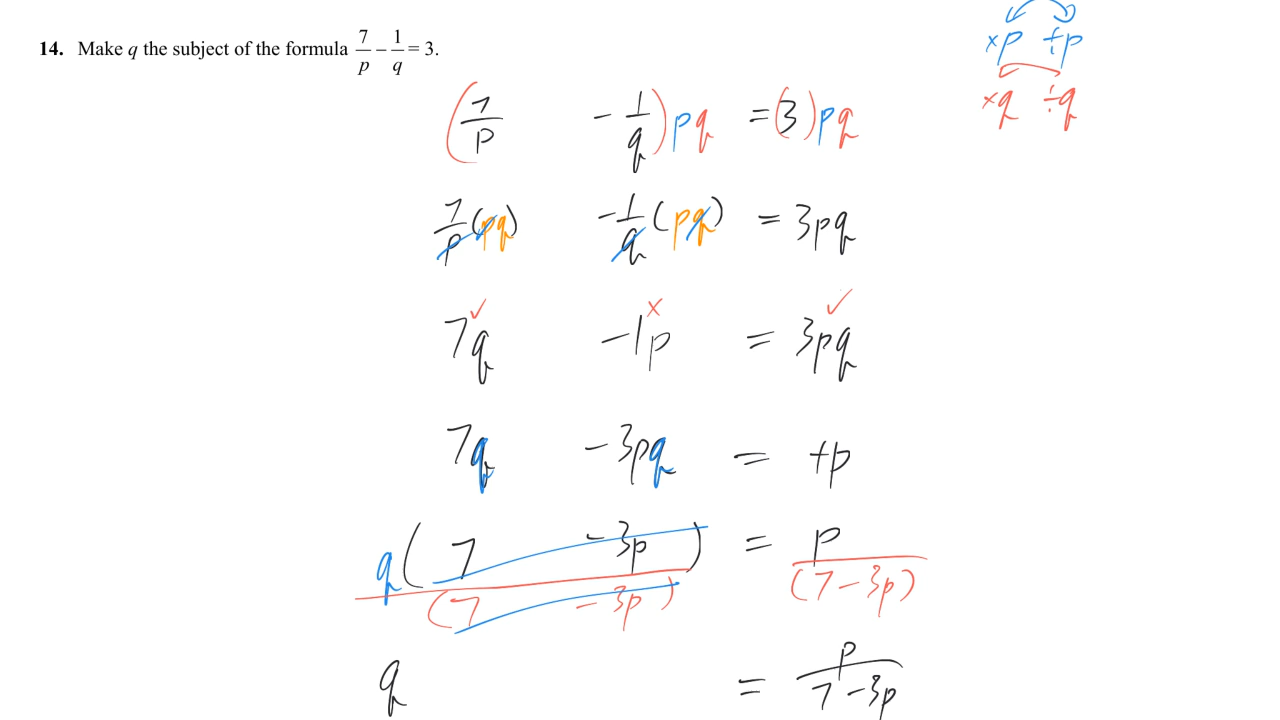 14. Make q the subject of the formula 7/p − 1/q = 3.
×p ÷p
×q ÷q
(7/p − 1/q)pq = (3)pq
7/p(pq) − 1/q(pq) = 3pq
✓ × ✓
7q − 1p = 3pq
7q − 3pq = +p
q(7 − 3p)/(7 − 3p) = p/(7 − 3p)
q = p/7 − 3p